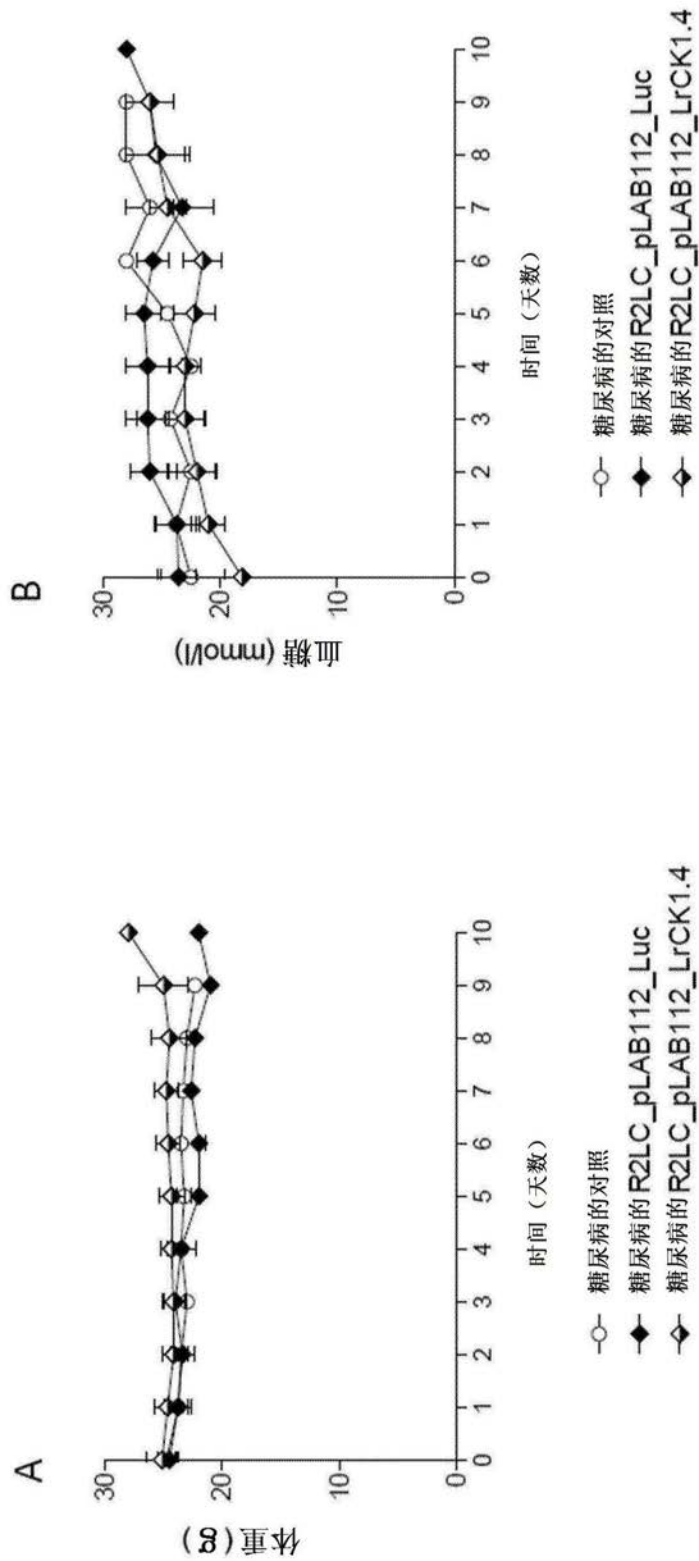 A
体重(g)
30
20
10
0
0 1 2 3 4 5 6 7 8 9 10
时间（天数）
糖尿病的对照
糖尿病的R2LC_pLAB112_Luc
糖尿病的R2LC_pLAB112_LrCK1.4
B
血糖(mmol/l)
30
20
10
0
0 1 2 3 4 5 6 7 8 9 10
时间（天数）
糖尿病的对照
糖尿病的R2LC_pLAB112_Luc
糖尿病的R2LC_pLAB112_LrCK1.4